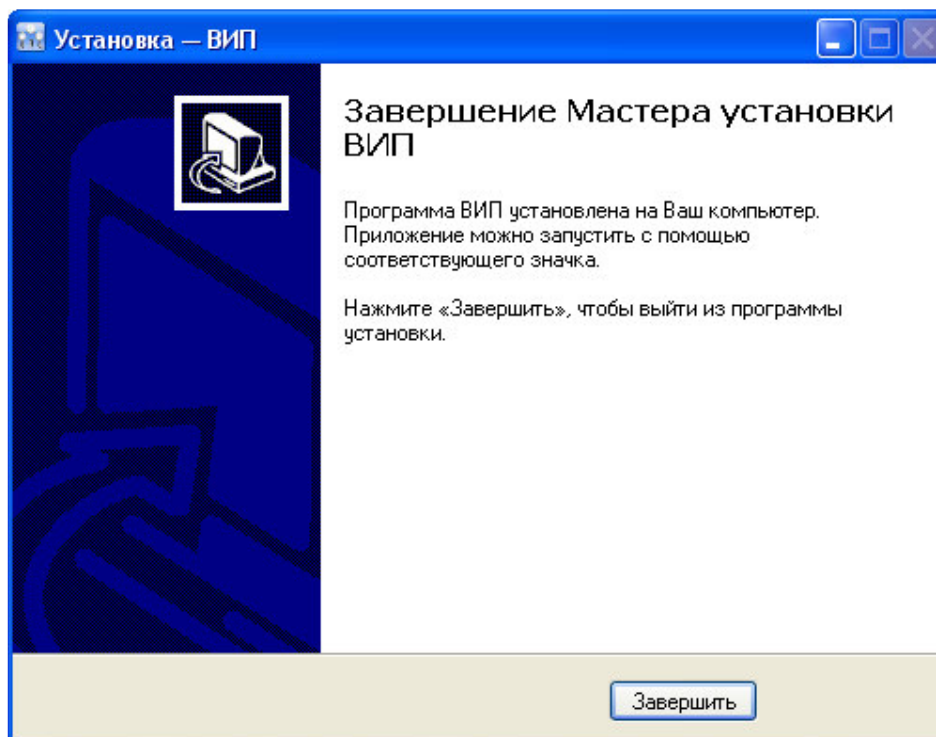 Установка — ВИП
Завершение Мастера установки
ВИП
Программа ВИП установлена на Ваш компьютер.
Приложение можно запустить с помощью
соответствующего значка.
Нажмите «Завершить», чтобы выйти из программы
установки.
Завершить